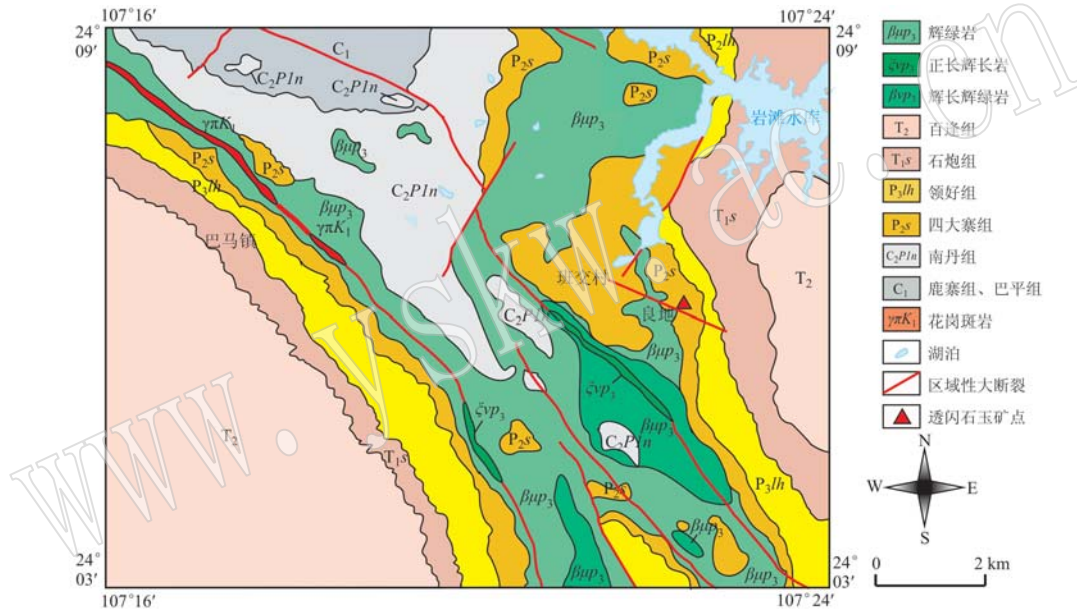 107°16′
107°24′
24°
09′
24°
09′
C₁
C₂P1n
C₂P1n
P₂s
P₂s
P₂s
P₃lh
岩滩水库
βμp₃
γπK₁
βμp₃
P₂s
P₂s
P₃lh
C₂P1n
βμp₃
γπK₁
巴马镇
T₁s
T₂
班交村
P₂s
良地
C₂P1n
βμp₃
ξνp₃
ξνp₃
βμp₃
P₂s
C₂P1n
T₂
T₁s
P₃lh
βμp₃
P₂s
βμp₃
βμp₃
βμp₃
24°
03′
24°
03′
107°16′
107°24′
βμp₃ 辉绿岩
ξνp₃ 正长辉长岩
βνp₃ 辉长辉绿岩
T₂ 百逢组
T₁s 石炮组
P₃lh 领好组
P₂s 四大寨组
C₂P1n 南丹组
C₁ 鹿寨组、巴平组
γπK₁ 花岗斑岩
湖泊
区域性大断裂
透闪石玉矿点
N
W E
S
0 2 km
www.yskw.ac.cn